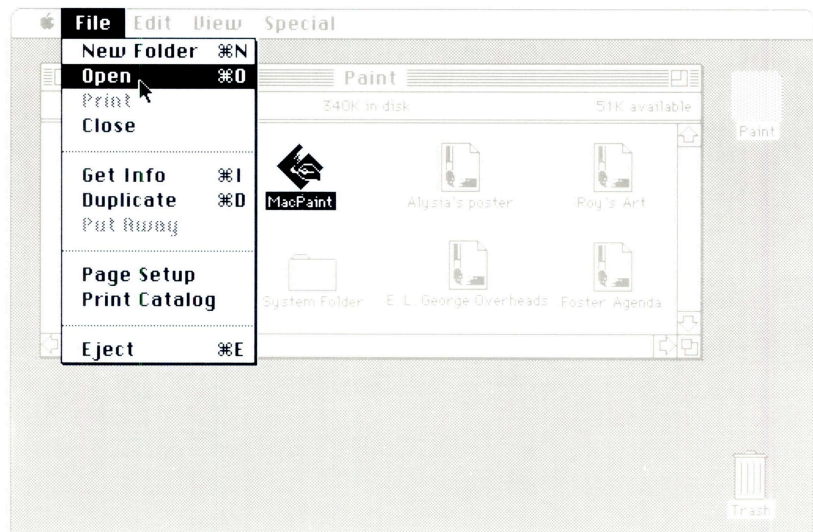 File Edit View Special
New Folder ⌘N
Open ⌘O
Print
Close
Get Info ⌘I
Duplicate ⌘D
Put Away
Page Setup
Print Catalog
Eject ⌘E
Paint
340K in disk 51K available
MacPaint Alysia's poster Roy's Art
System Folder E. L. George Overheads Foster Agenda
Paint
Trash